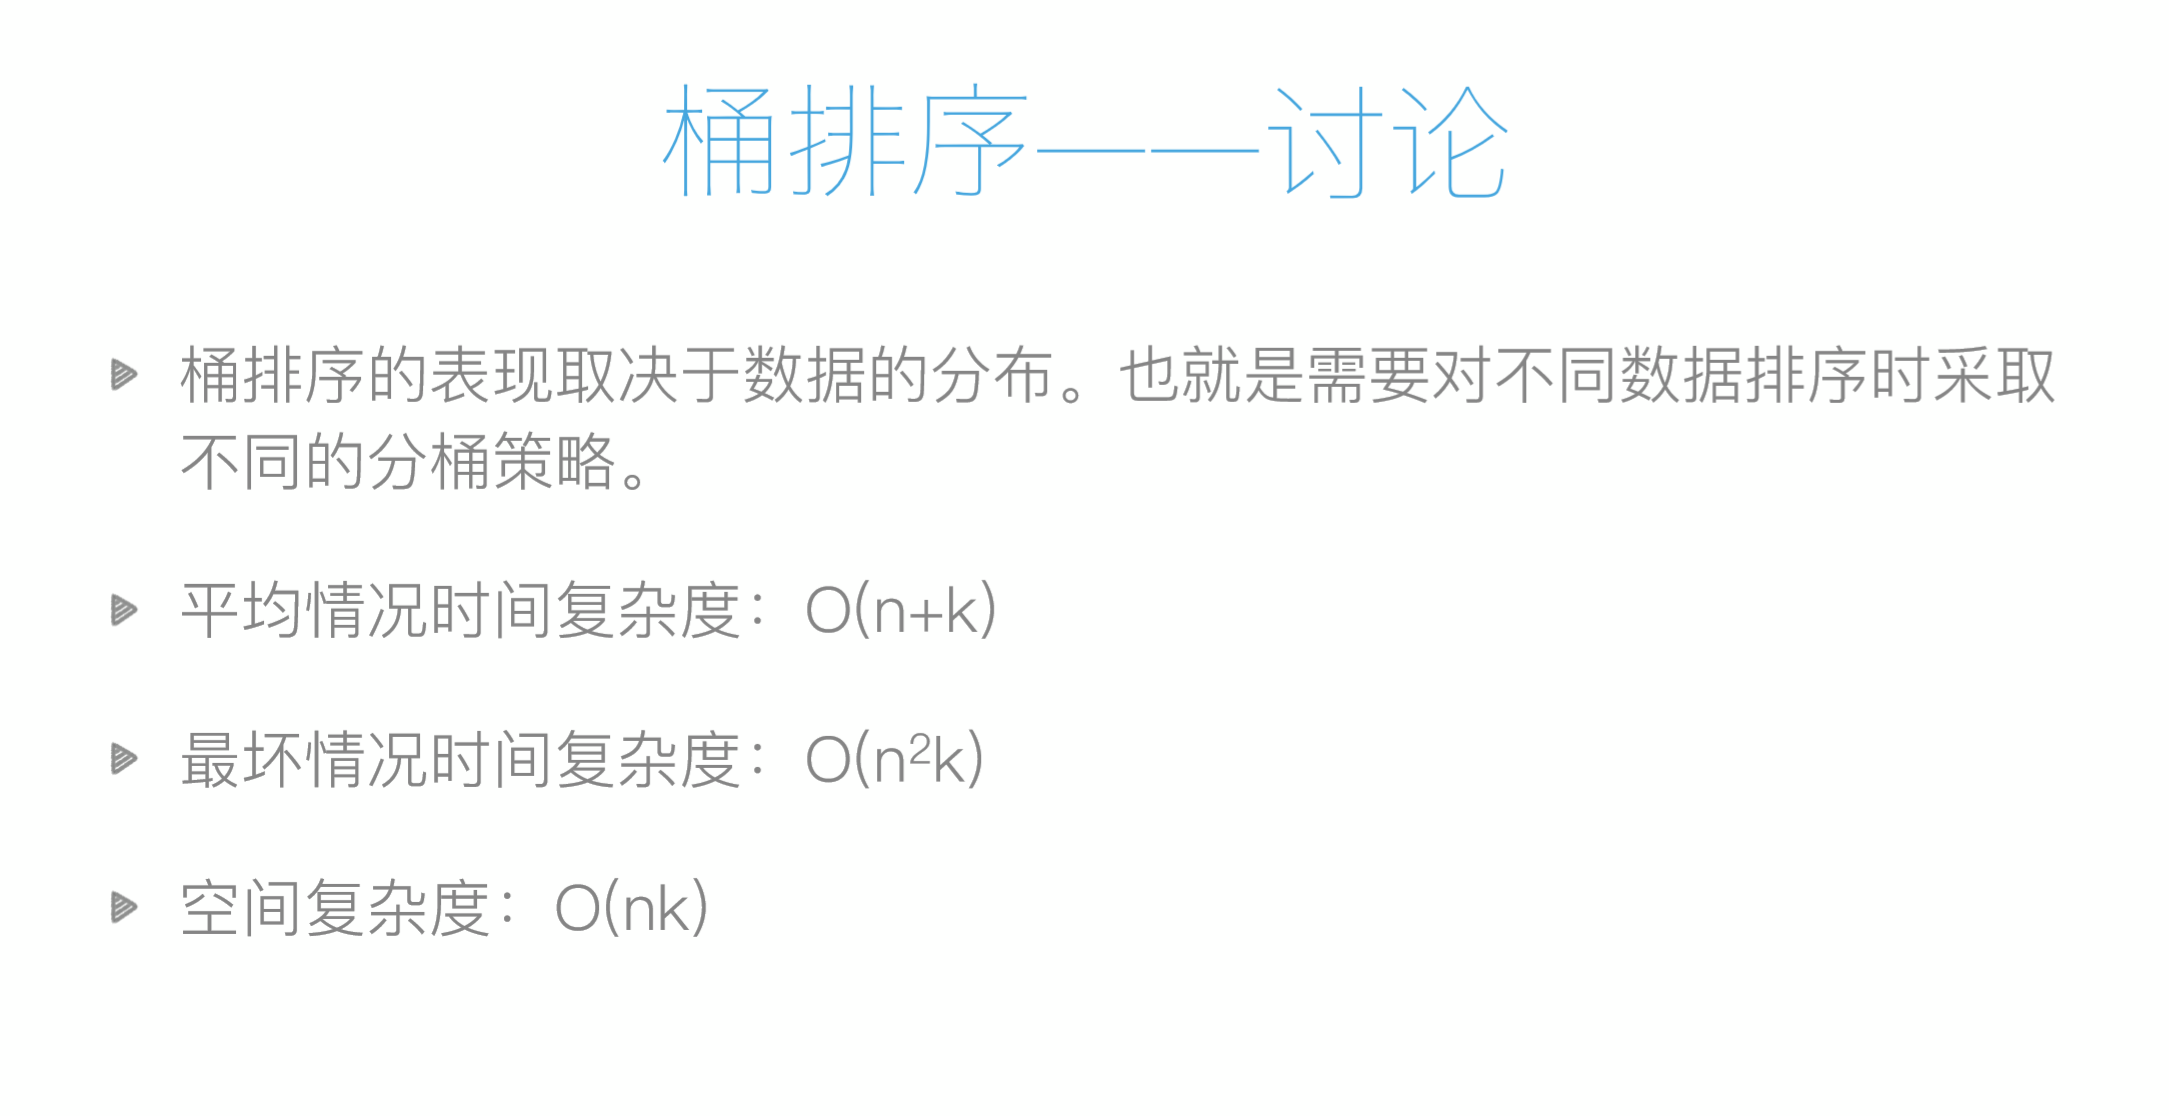 桶排序——讨论
桶排序的表现取决于数据的分布。也就是需要对不同数据排序时采取
不同的分桶策略。
平均情况时间复杂度：O(n+k)
最坏情况时间复杂度：O(n²k)
空间复杂度：O(nk)